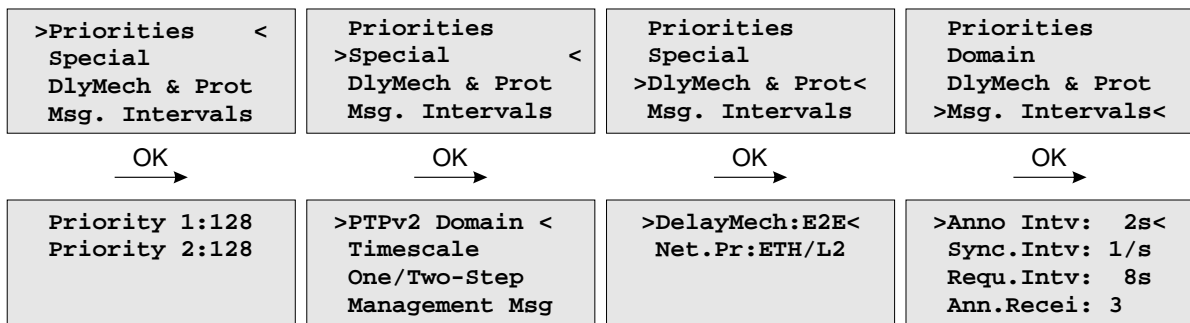 >Priorities <
Special
DlyMech & Prot
Msg. Intervals
Priorities
>Special <
DlyMech & Prot
Msg. Intervals
Priorities
Special
>DlyMech & Prot<
Msg. Intervals
Priorities
Domain
DlyMech & Prot
>Msg. Intervals<
OK
OK
OK
OK
Priority 1:128
Priority 2:128
>PTPv2 Domain <
Timescale
One/Two-Step
Management Msg
>DelayMech:E2E<
Net.Pr:ETH/L2
>Anno Intv: 2s<
Sync.Intv: 1/s
Requ.Intv: 8s
Ann.Recei: 3